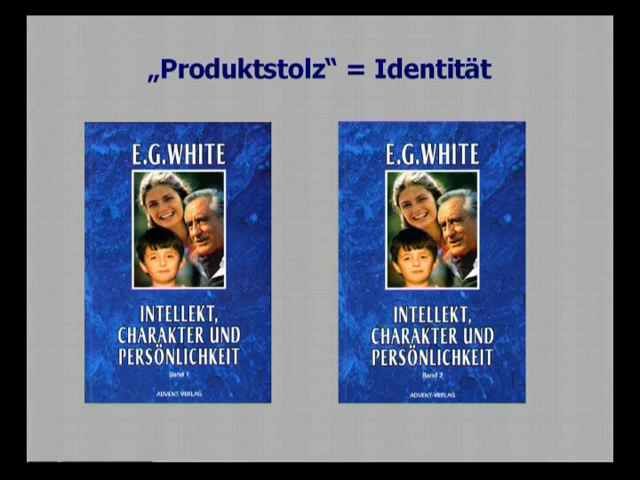 „Produktstolz“ = Identität
E.G.WHITE
INTELLEKT,
CHARAKTER UND
PERSÖNLICHKEIT
Band 1
ADVENT-VERLAG
E.G.WHITE
INTELLEKT,
CHARAKTER UND
PERSÖNLICHKEIT
Band 2
ADVENT-VERLAG